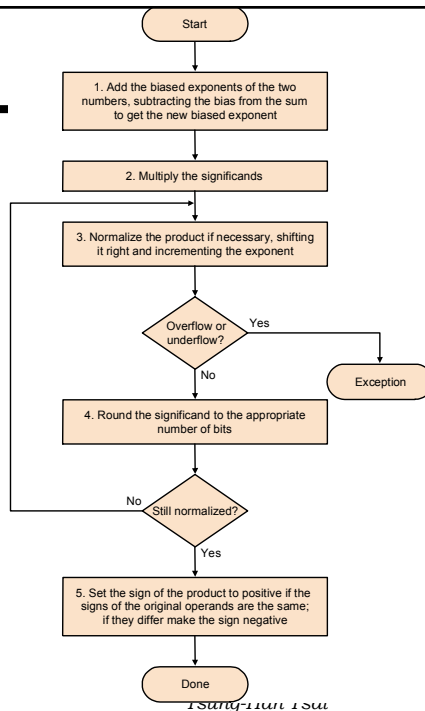 Start
1. Add the biased exponents of the two
numbers, subtracting the bias from the sum
to get the new biased exponent
2. Multiply the significands
3. Normalize the product if necessary, shifting
it right and incrementing the exponent
Overflow or
underflow?
Yes
No
Exception
4. Round the significand to the appropriate
number of bits
No
Still normalized?
Yes
5. Set the sign of the product to positive if the
signs of the original operands are the same;
if they differ make the sign negative
Done
Tsung-Han Tsai